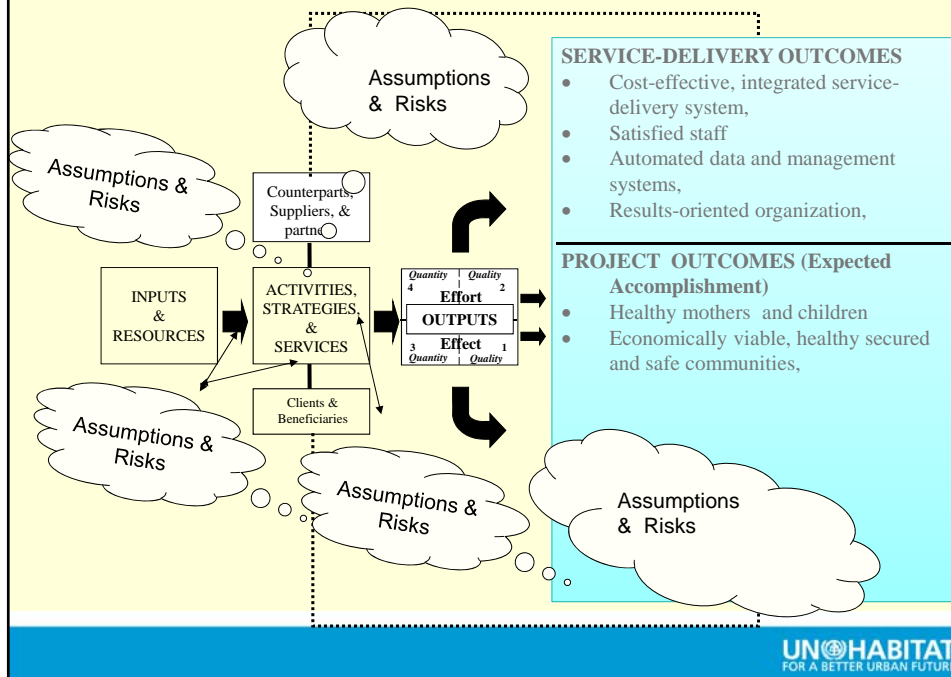 Assumptions
& Risks
Assumptions &
Risks
Counterparts,
Suppliers, &
partne
INPUTS
&
RESOURCES
ACTIVITIES,
STRATEGIES,
&
SERVICES
Clients &
Beneficiaries
Quantity Quality
4 2
Effort
OUTPUTS
Effect
3 1
Quantity Quality
SERVICE-DELIVERY OUTCOMES
• Cost-effective, integrated service-
delivery system,
• Satisfied staff
• Automated data and management
systems,
• Results-oriented organization,
PROJECT OUTCOMES (Expected
Accomplishment)
• Healthy mothers and children
• Economically viable, healthy secured
and safe communities,
Assumptions &
Risks
Assumptions &
Risks
Assumptions
& Risks
UN HABITAT
FOR A BETTER URBAN FUTURE